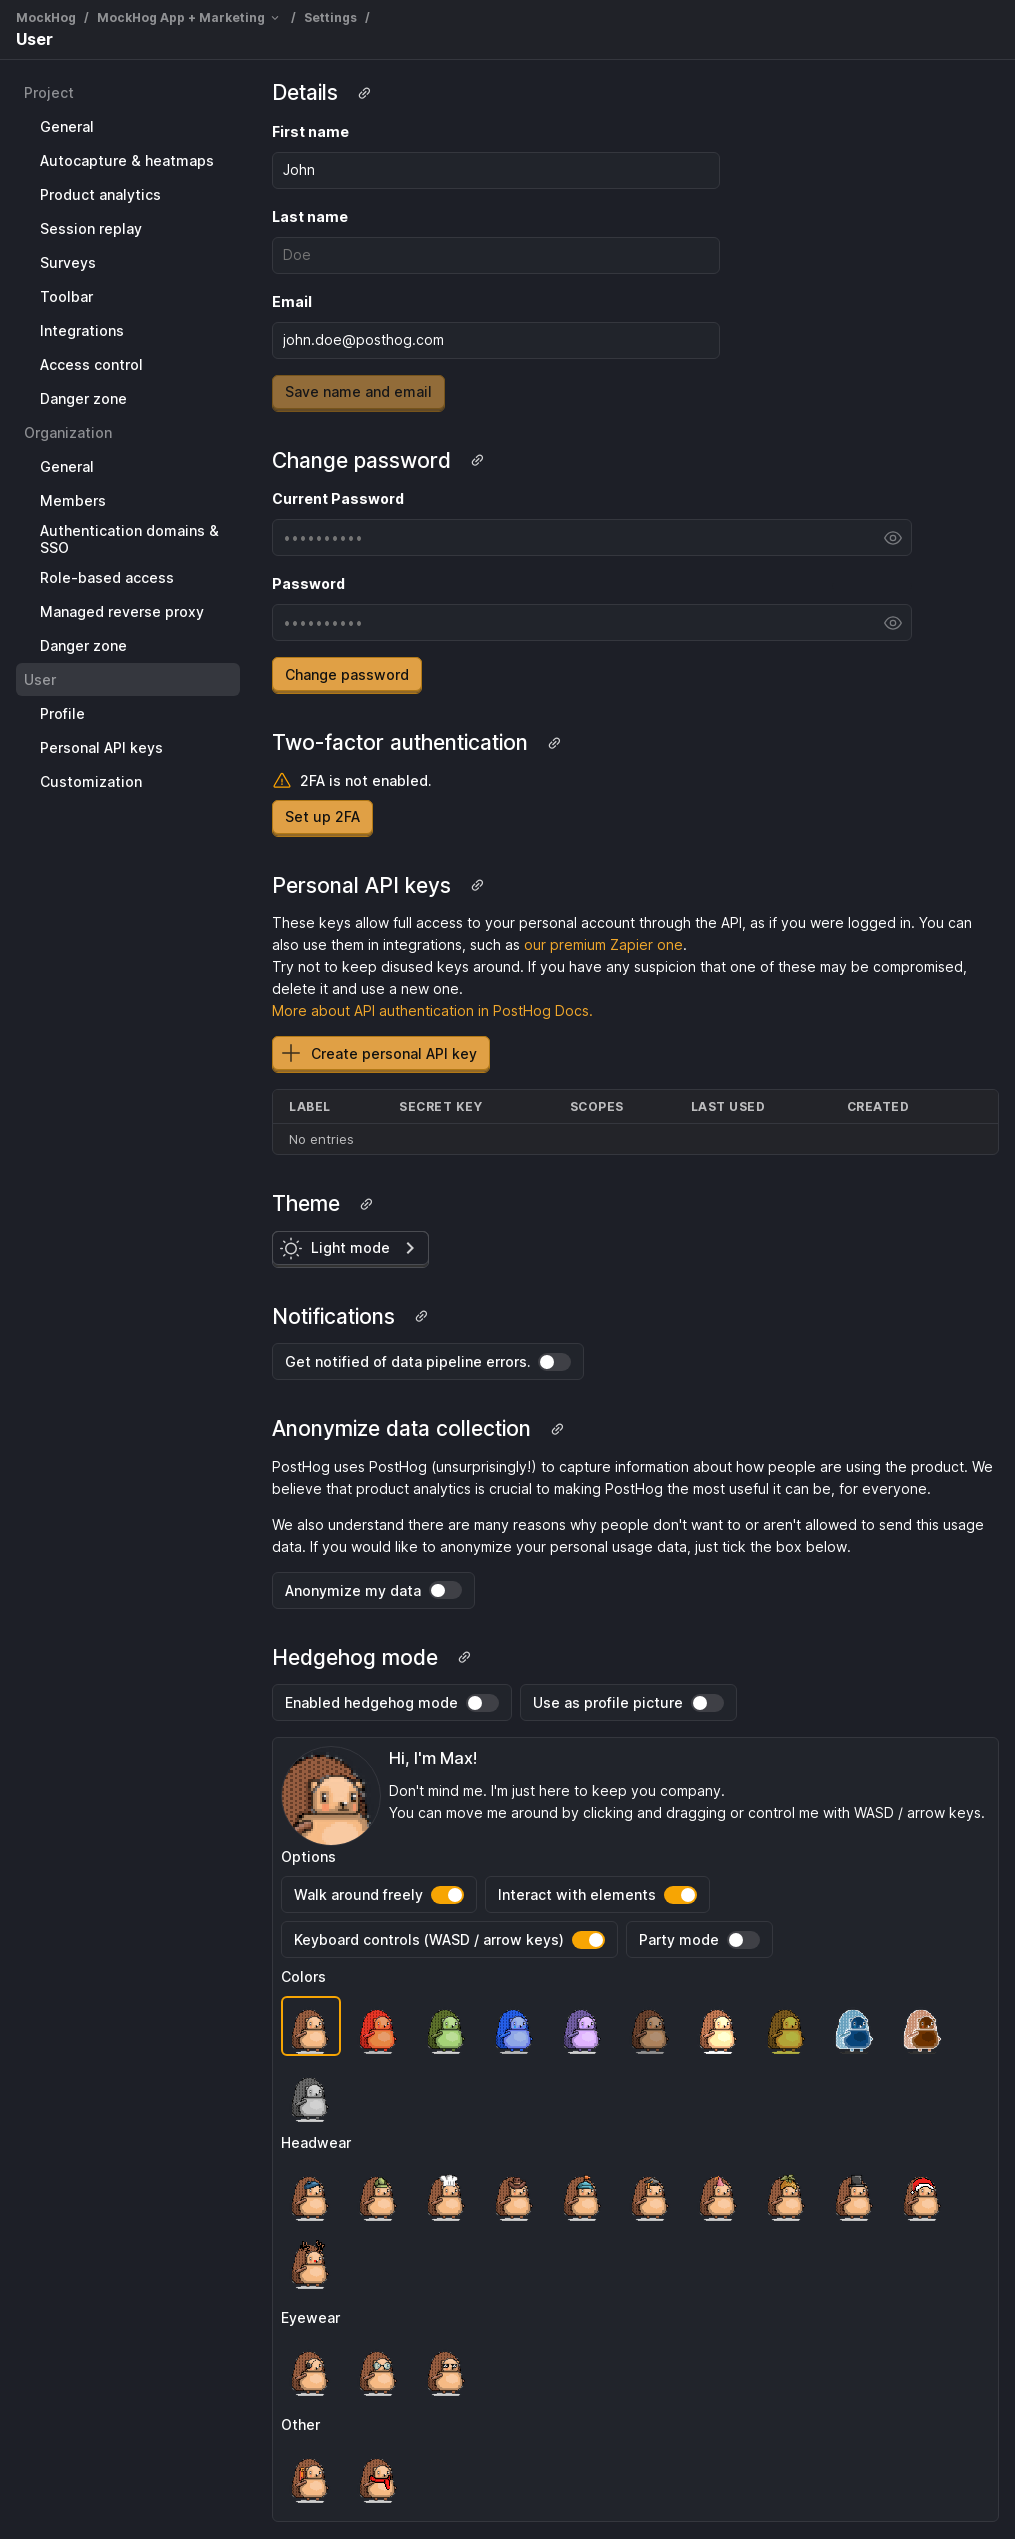 MockHog / MockHog App + Marketing / Settings /
User
Project
General
Autocapture & heatmaps
Product analytics
Session replay
Surveys
Toolbar
Integrations
Access control
Danger zone
Organization
General
Members
Authentication domains &
SSO
Role-based access
Managed reverse proxy
Danger zone
User
Profile
Personal API keys
Customization
Details
First name
John
Last name
Doe
Email
john.doe@posthog.com
Save name and email
Change password
Current Password
••••••••••
Password
••••••••••
Change password
Two-factor authentication
2FA is not enabled.
Set up 2FA
Personal API keys
These keys allow full access to your personal account through the API, as if you were logged in. You can
also use them in integrations, such as our premium Zapier one.
Try not to keep disused keys around. If you have any suspicion that one of these may be compromised,
delete it and use a new one.
More about API authentication in PostHog Docs.
Create personal API key
LABEL SECRET KEY SCOPES LAST USED CREATED
No entries
Theme
Light mode
Notifications
Get notified of data pipeline errors.
Anonymize data collection
PostHog uses PostHog (unsurprisingly!) to capture information about how people are using the product. We
believe that product analytics is crucial to making PostHog the most useful it can be, for everyone.
We also understand there are many reasons why people don't want to or aren't allowed to send this usage
data. If you would like to anonymize your personal usage data, just tick the box below.
Anonymize my data
Hedgehog mode
Enabled hedgehog mode Use as profile picture
Hi, I'm Max!
Don't mind me. I'm just here to keep you company.
You can move me around by clicking and dragging or control me with WASD / arrow keys.
Options
Walk around freely Interact with elements
Keyboard controls (WASD / arrow keys) Party mode
Colors
Headwear
Eyewear
Other